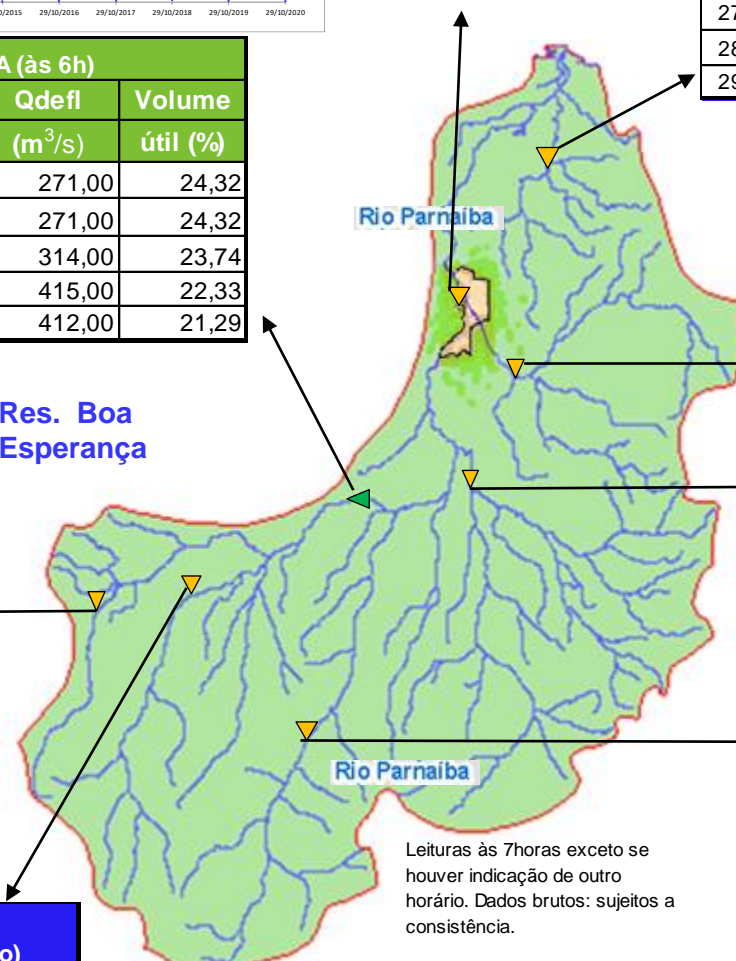 29/10/2016 29/10/2017 29/10/2018 29/10/2019 29/10/2020
27
28
29
A (às 6h)
Qdefl Volume
(m³/s) útil (%)
271,00 24,32
271,00 24,32
314,00 23,74
415,00 22,33
412,00 21,29
Rio Parnaíba
Res. Boa
Esperança
Rio Parnaíba
Leituras às 7horas exceto se
houver indicação de outro
horário. Dados brutos: sujeitos a
consistência.